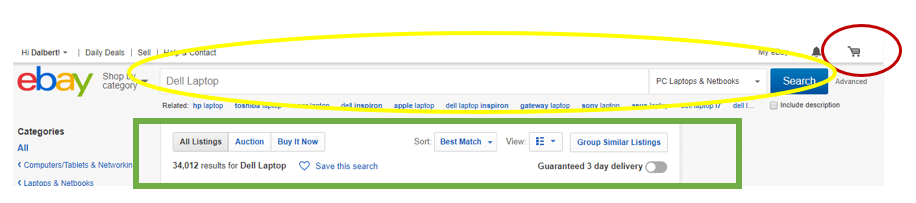 Hi Dalbert! Daily Deals Sell Help & Contact My eBay
ebay Shop by category Dell Laptop PC Laptops & Netbooks Search Advanced
Related: hp laptop toshiba laptop laptop dell inspiron apple laptop dell laptop inspiron gateway laptop sony laptop asus laptop dell laptop i7 dell l... Include description
Categories
All Listings Auction Buy It Now Sort: Best Match View: Group Similar Listings
All
34,012 results for Dell Laptop Save this search Guaranteed 3 day delivery
Computers/Tablets & Networking
Laptops & Netbooks